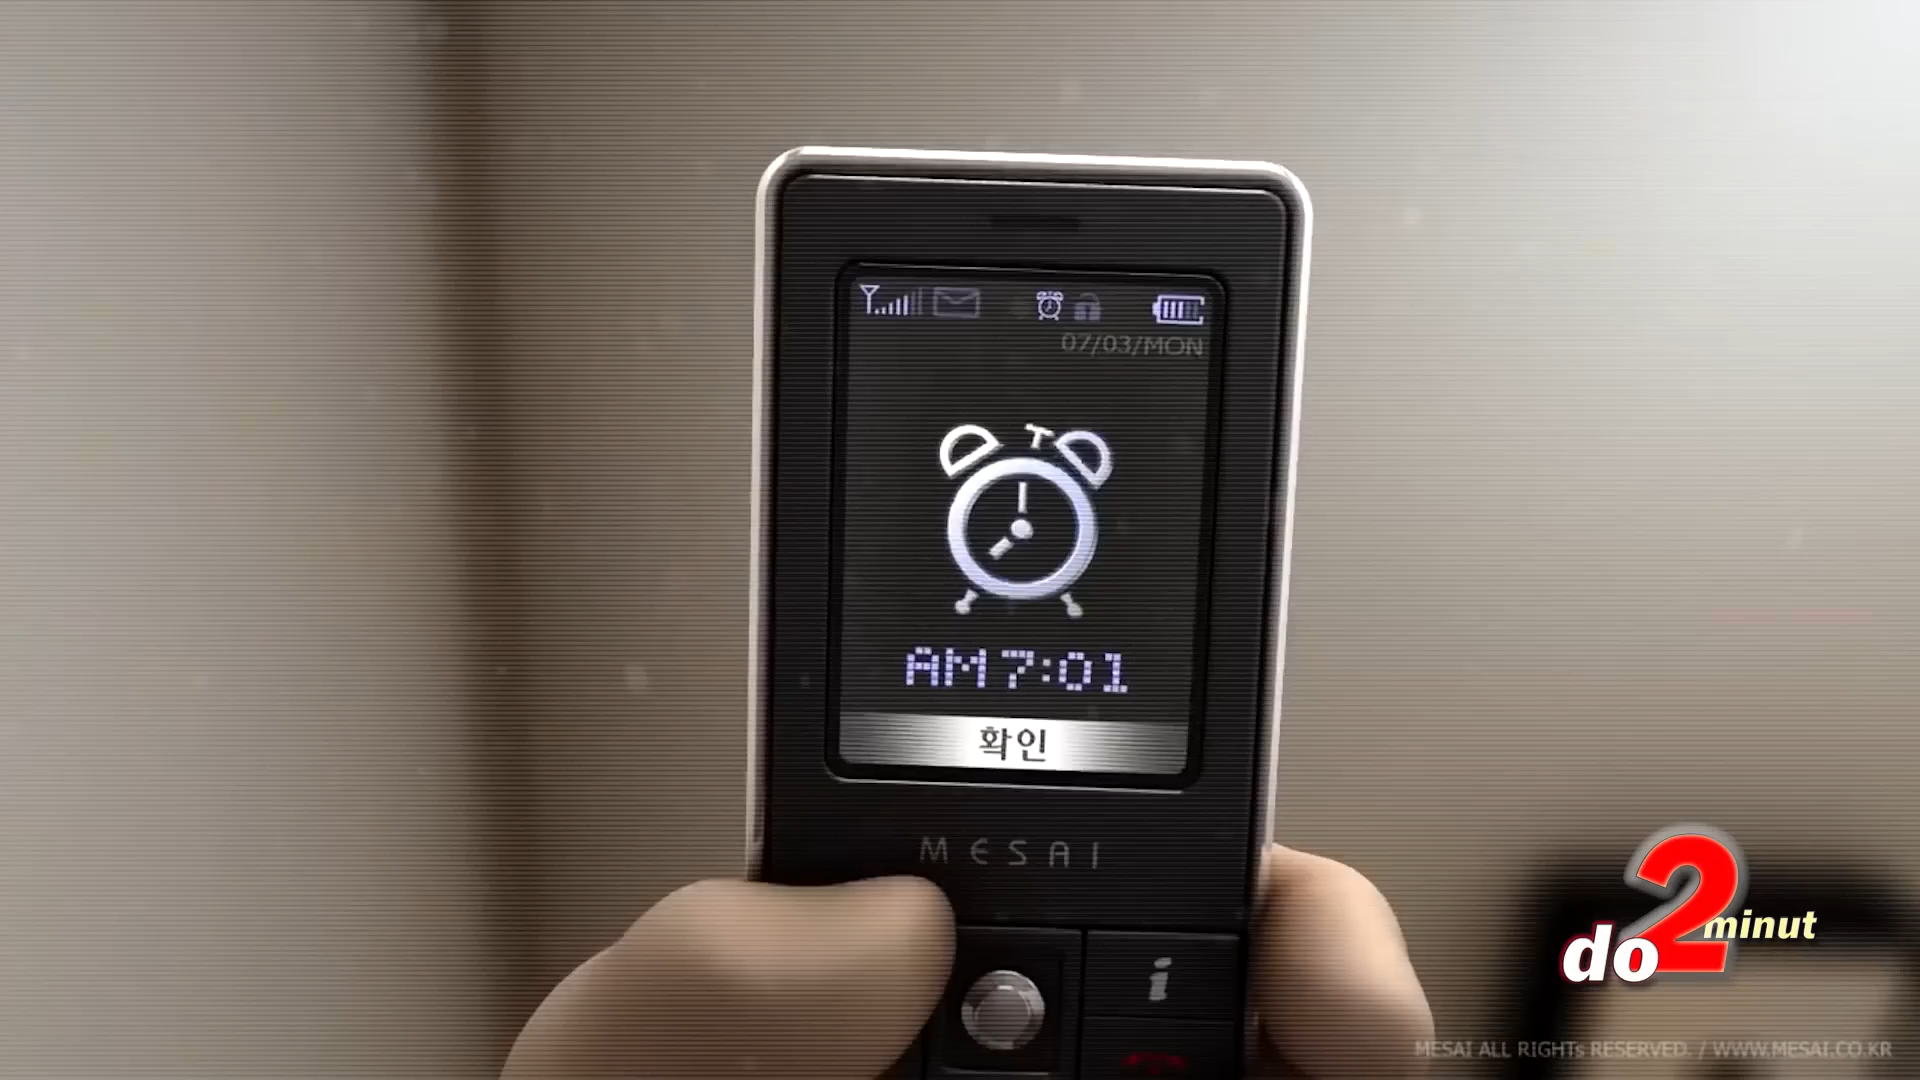 07/03/MON
AM 7:01
확인
MESAI
i
do 2 minut
MESAI ALL RIGHTs RESERVED. / WWW.MESAI.CO.KR